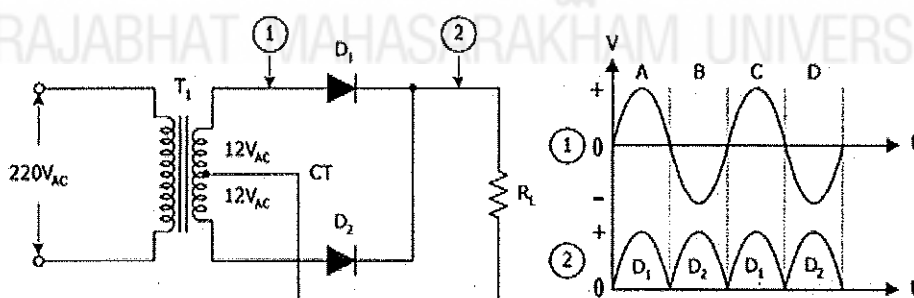 RAJABHAT MAHASARAKHAM UNIVERS
1
2
D1
T1
220VAC
12VAC
CT
12VAC
RL
D2
V
A B C D
+
1
0
t
-
+
2
D1 D2 D1 D2
0
t